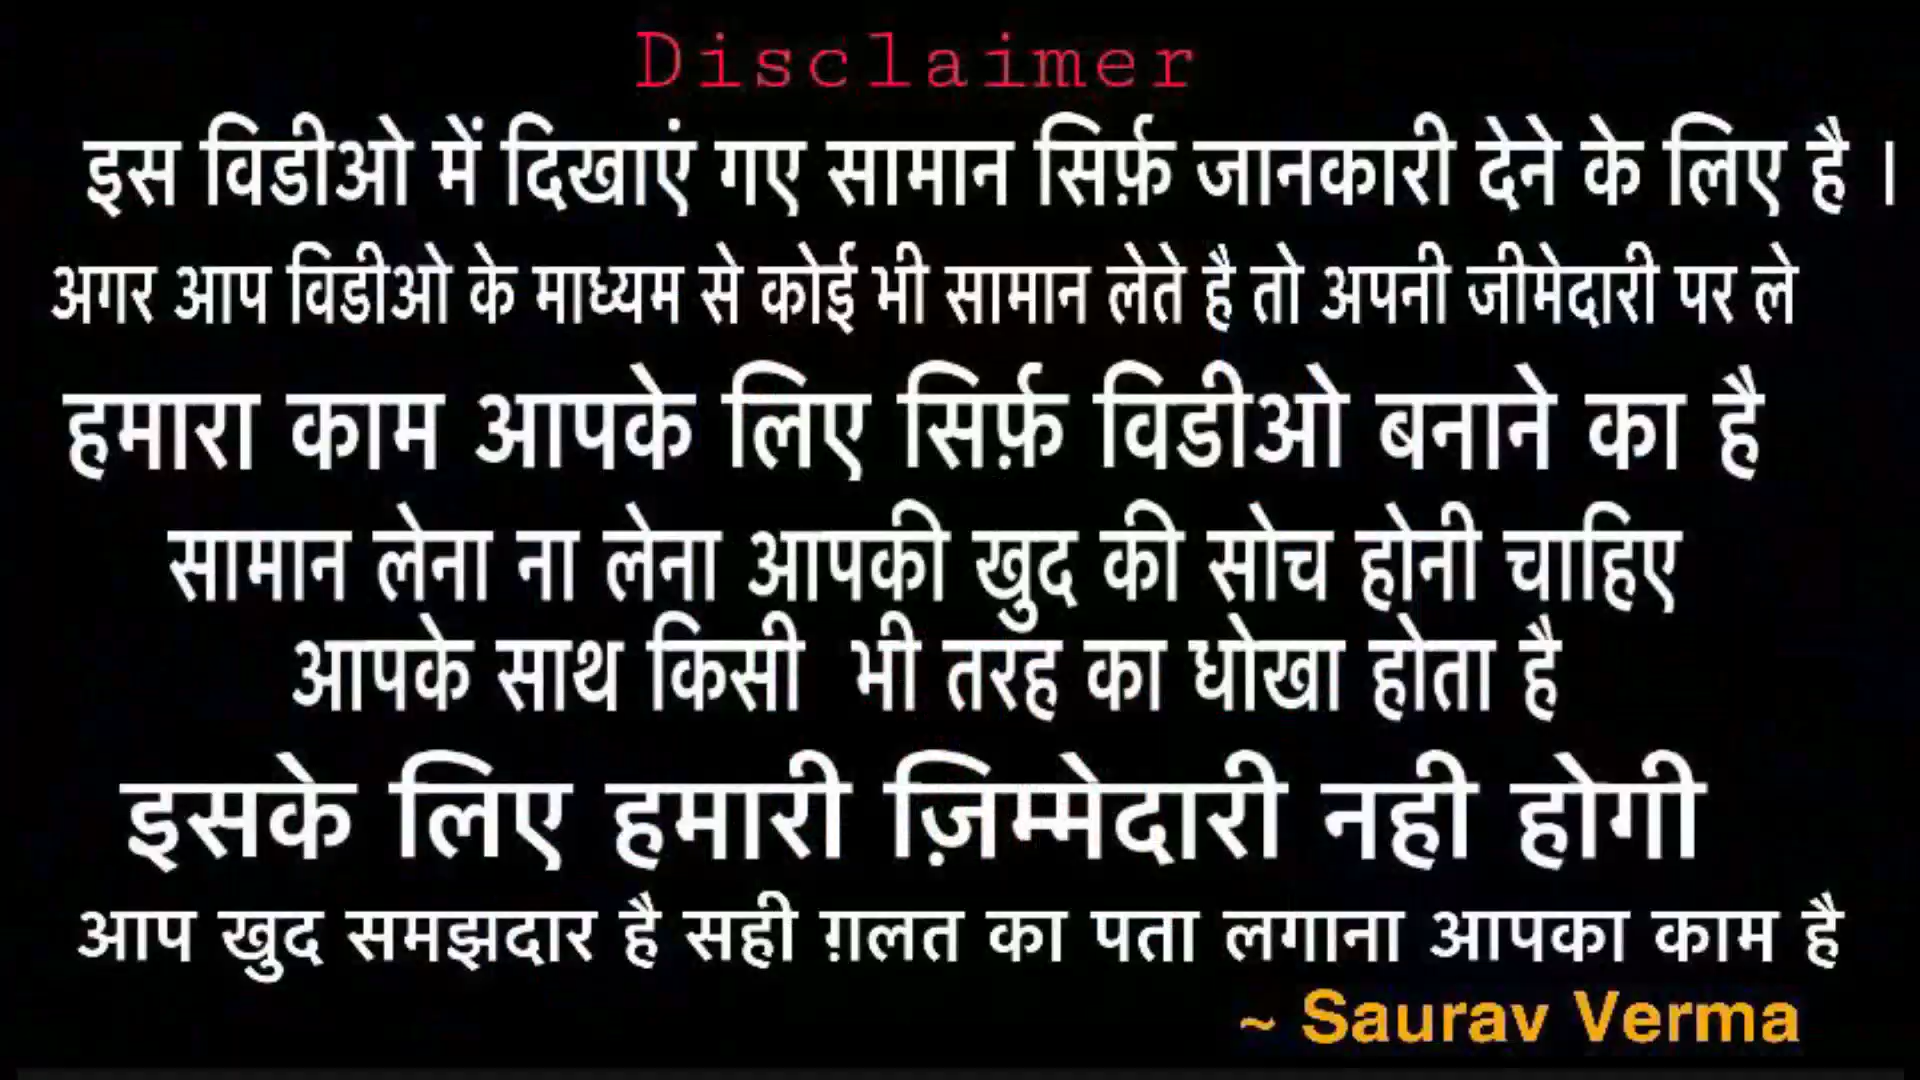 Disclaimer
इस विडीओ में दिखाएं गए सामान सिर्फ़ जानकारी देने के लिए है ।
अगर आप विडीओ के माध्यम से कोई भी सामान लेते है तो अपनी जीमेदारी पर ले
हमारा काम आपके लिए सिर्फ़ विडीओ बनाने का है
सामान लेना ना लेना आपकी खुद की सोच होनी चाहिए
आपके साथ किसी भी तरह का धोखा होता है
इसके लिए हमारी ज़िम्मेदारी नही होगी
आप खुद समझदार है सही ग़लत का पता लगाना आपका काम है
~ Saurav Verma